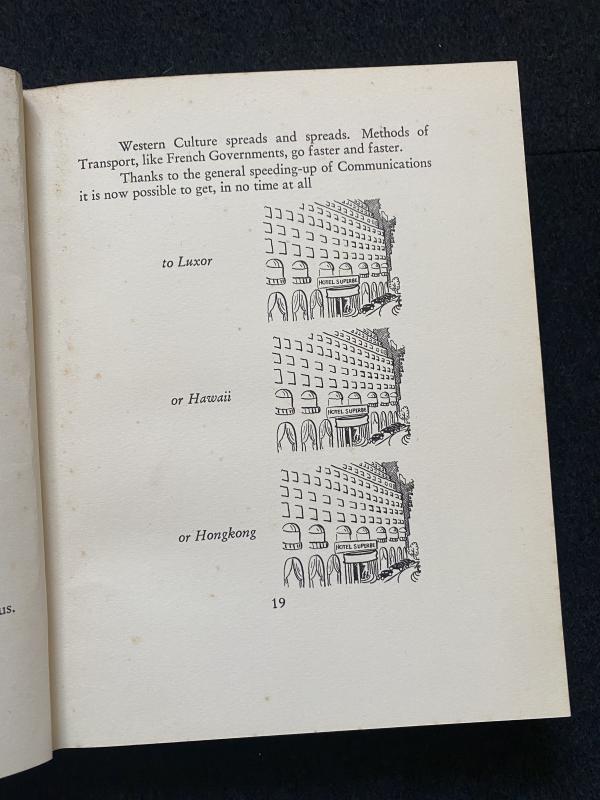 Western Culture spreads and spreads. Methods of
Transport, like French Governments, go faster and faster.
Thanks to the general speeding-up of Communications
it is now possible to get, in no time at all
to Luxor
HOTEL SUPERBE
or Hawaii
HOTEL SUPERBE
or Hongkong
HOTEL SUPERBE
19
us.